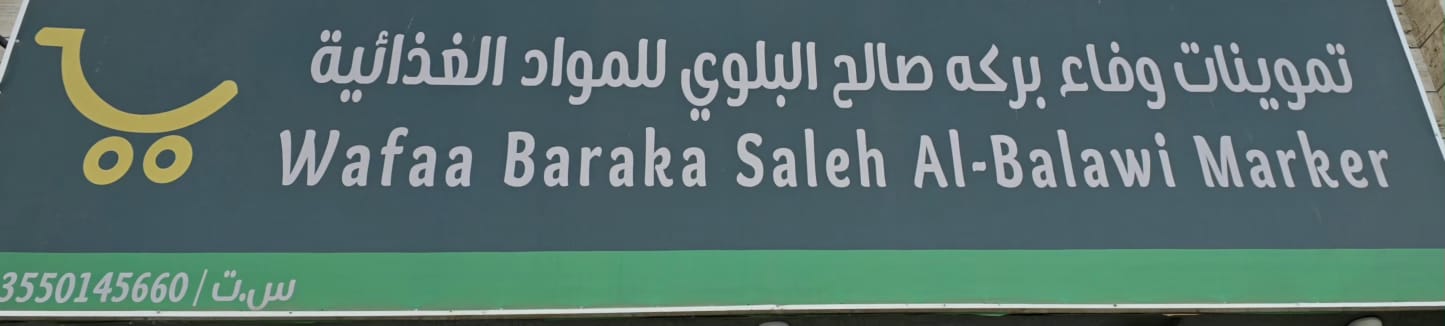 تموينات وفاء بركه صالح البلوي للمواد الغذائية
Wafaa Baraka Saleh Al-Balawi Marker
س.ت/ 3550145660